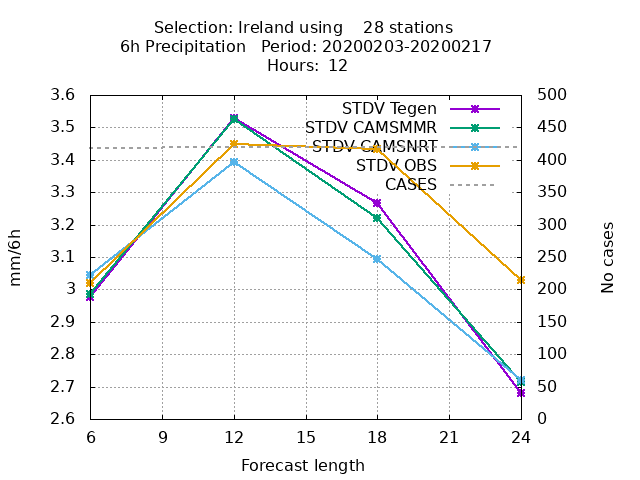 Selection: Ireland using    28 stations
6h Precipitation   Period: 20200203-20200217
Hours:  12
STDV Tegen
STDV CAMSMMR
STDV CAMSNRT
STDV OBS
CASES
3.6
3.5
3.4
3.3
3.2
3.1
3
2.9
2.8
2.7
2.6
mm/6h
500
450
400
350
300
250
200
150
100
50
0
No cases
6 9 12 15 18 21 24
Forecast length